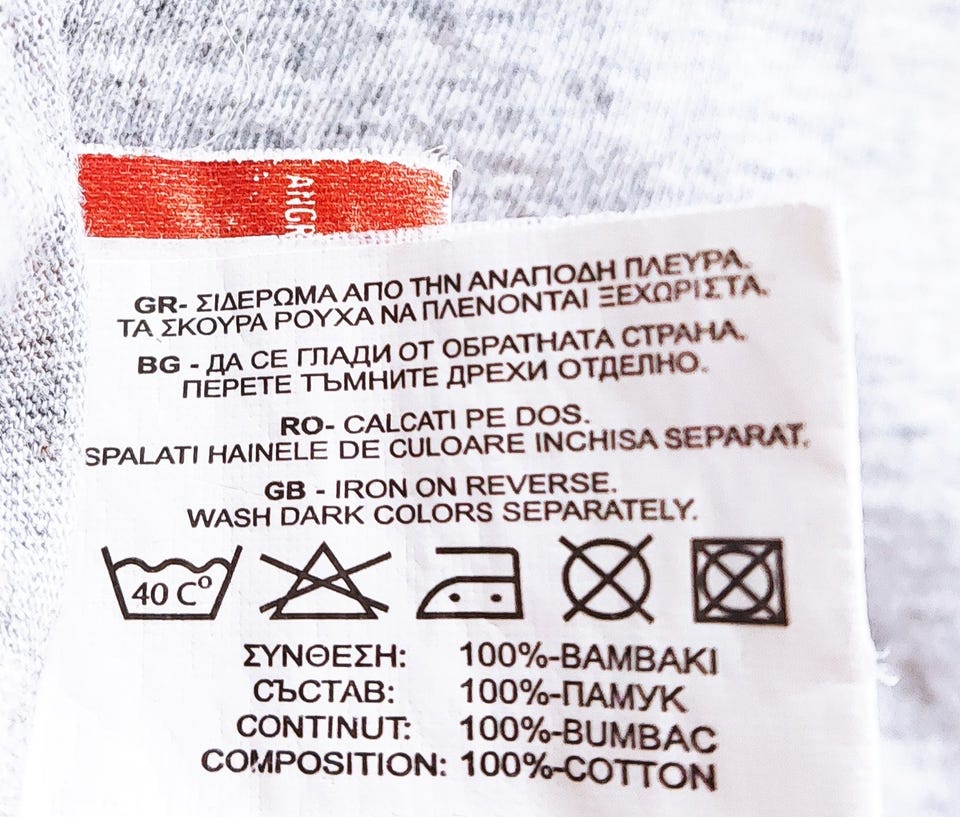 GR- ΣΙΔΕΡΩΜΑ ΑΠΟ ΤΗΝ ΑΝΑΠΟΔΗ ΠΛΕΥΡΑ.
ΤΑ ΣΚΟΥΡΑ ΡΟΥΧΑ ΝΑ ΠΛΕΝΟΝΤΑΙ ΞΕΧΩΡΙΣΤΑ.
BG - ДА СЕ ГЛАДИ ОТ ОБРАТНАТА СТРАНА.
ПЕРЕТЕ ТЪМНИТЕ ДРЕХИ ОТДЕЛНО.
RO- CALCATI PE DOS.
SPALATI HAINELE DE CULOARE INCHISA SEPARAT.
GB - IRON ON REVERSE.
WASH DARK COLORS SEPARATELY.
40 Cº
ΣΥΝΘΕΣΗ: 100%-ΒΑΜΒΑΚΙ
СЪСТАВ: 100%-ПАМУК
CONTINUT: 100%-BUMBAC
COMPOSITION: 100%-COTTON